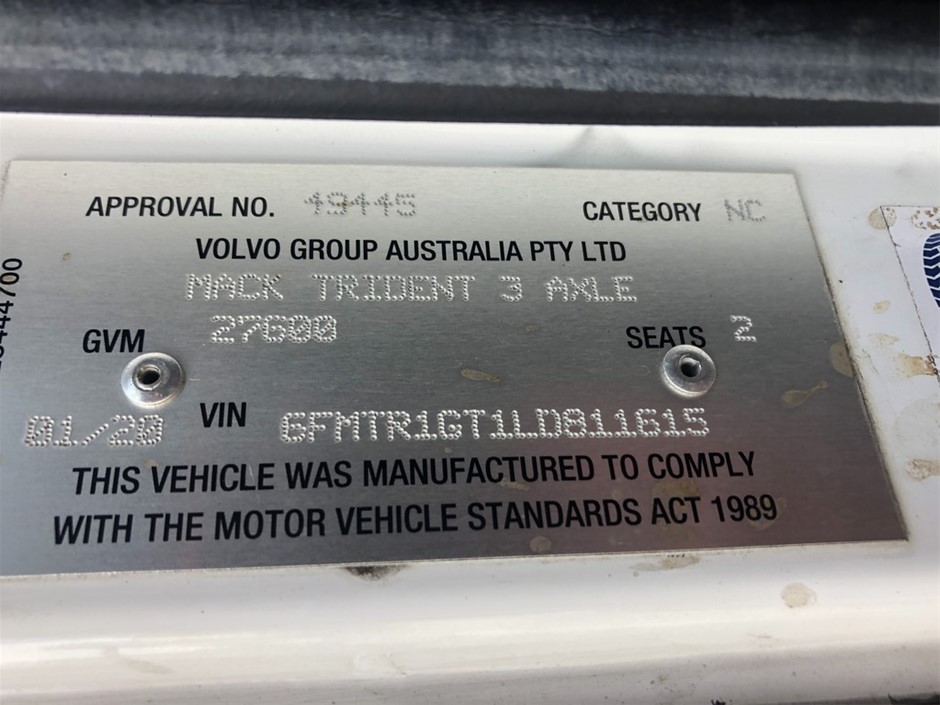 APPROVAL NO. 49445 CATEGORY NC
VOLVO GROUP AUSTRALIA PTY LTD
MACK TRIDENT 3 AXLE
GVM 27600 SEATS 2
01/20 VIN 6FMTR1GT1LD811615
THIS VEHICLE WAS MANUFACTURED TO COMPLY
WITH THE MOTOR VEHICLE STANDARDS ACT 1989